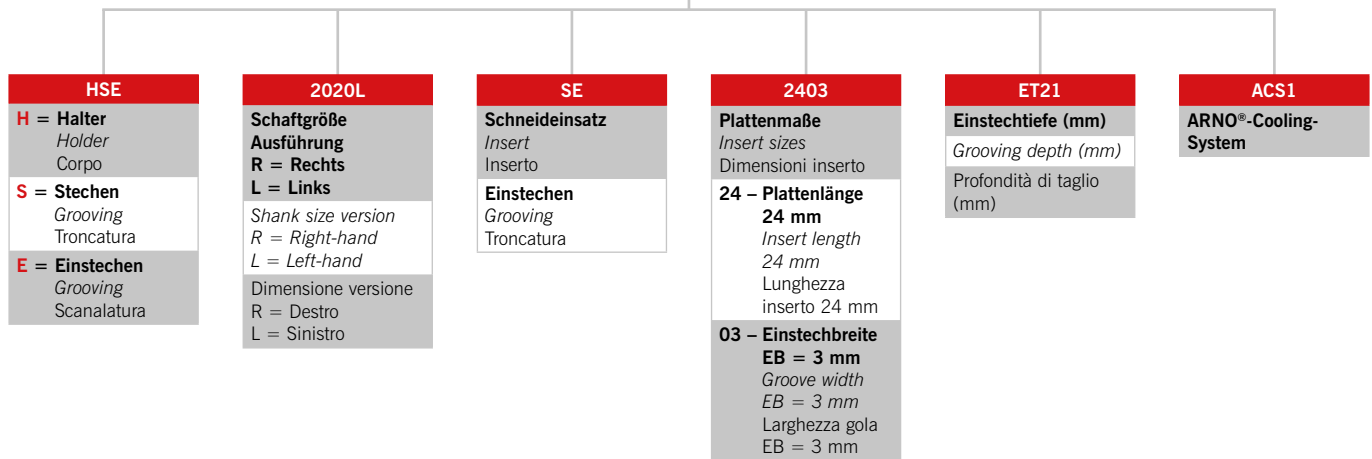 HSE
H = Halter
Holder
Corpo
S = Stechen
Grooving
Troncatura
E = Einstechen
Grooving
Scanalatura
2020L
Schaftgröße
Ausführung
R = Rechts
L = Links
Shank size version
R = Right-hand
L = Left-hand
Dimensione versione
R = Destro
L = Sinistro
SE
Schneideinsatz
Insert
Inserto
Einstechen
Grooving
Troncatura
2403
Plattenmaße
Insert sizes
Dimensioni inserto
24 – Plattenlänge
24 mm
Insert length
24 mm
Lunghezza
inserto 24 mm
03 – Einstechbreite
EB = 3 mm
Groove width
EB = 3 mm
Larghezza gola
EB = 3 mm
ET21
Einstechtiefe (mm)
Grooving depth (mm)
Profondità di taglio
(mm)
ACS1
ARNO®-Cooling-
System